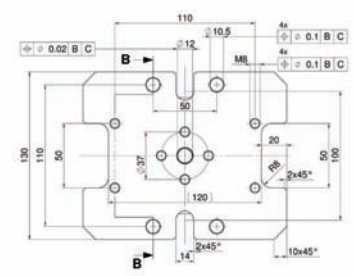 110
4x
⌀ 10,5
⌖ ⌀ 0.1 B C
4x
⌖ ⌀ 0.02 B C
⌀ 12
M8
⌖ ⌀ 0.1 B C
B
50
130
110
50
⌀37
20
50
100
R8
2x45°
( 120 )
2x45°
14
10x45°
B